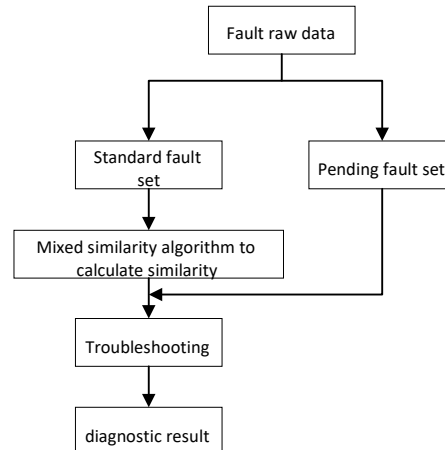 Fault raw data
Standard fault
set
Pending fault set
Mixed similarity algorithm to
calculate similarity
Troubleshooting
diagnostic result